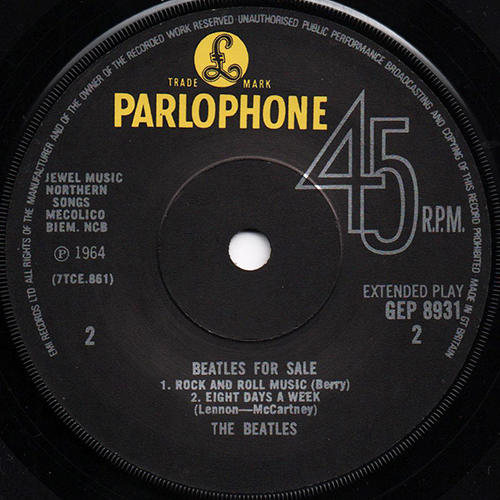 EMI RECORDS LTD ALL RIGHTS OF THE MANUFACTURER AND OF THE OWNER OF THE RECORDED WORK RESERVED UNAUTHORISED PUBLIC PERFORMANCE BROADCASTING AND COPYING OF THIS RECORD PROHIBITED MADE IN GT BRITAIN
£
TRADE MARK
PARLOPHONE
45
R.P.M.
JEWEL MUSIC
NORTHERN
SONGS
MECOLICO
BIEM. NCB
℗ 1964
(7TCE.861)
2
EXTENDED PLAY
GEP 8931
2
BEATLES FOR SALE
1. ROCK AND ROLL MUSIC (Berry)
2. EIGHT DAYS A WEEK
(Lennon—McCartney)
THE BEATLES